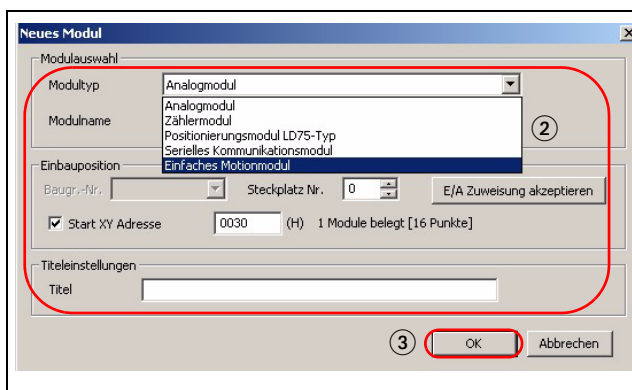 Neues Modul
Modulauswahl
Modultyp Analogmodul
Analogmodul
Zählermodul
Positionierungsmodul LD75-Typ
Serielles Kommunikationsmodul
Einfaches Motionmodul
Modulname
②
Einbauposition
Baugr.-Nr. Steckplatz Nr. 0 E/A Zuweisung akzeptieren
Start XY Adresse 0030 (H) 1 Module belegt [16 Punkte]
Titeleinstellungen
Titel
③ OK Abbrechen